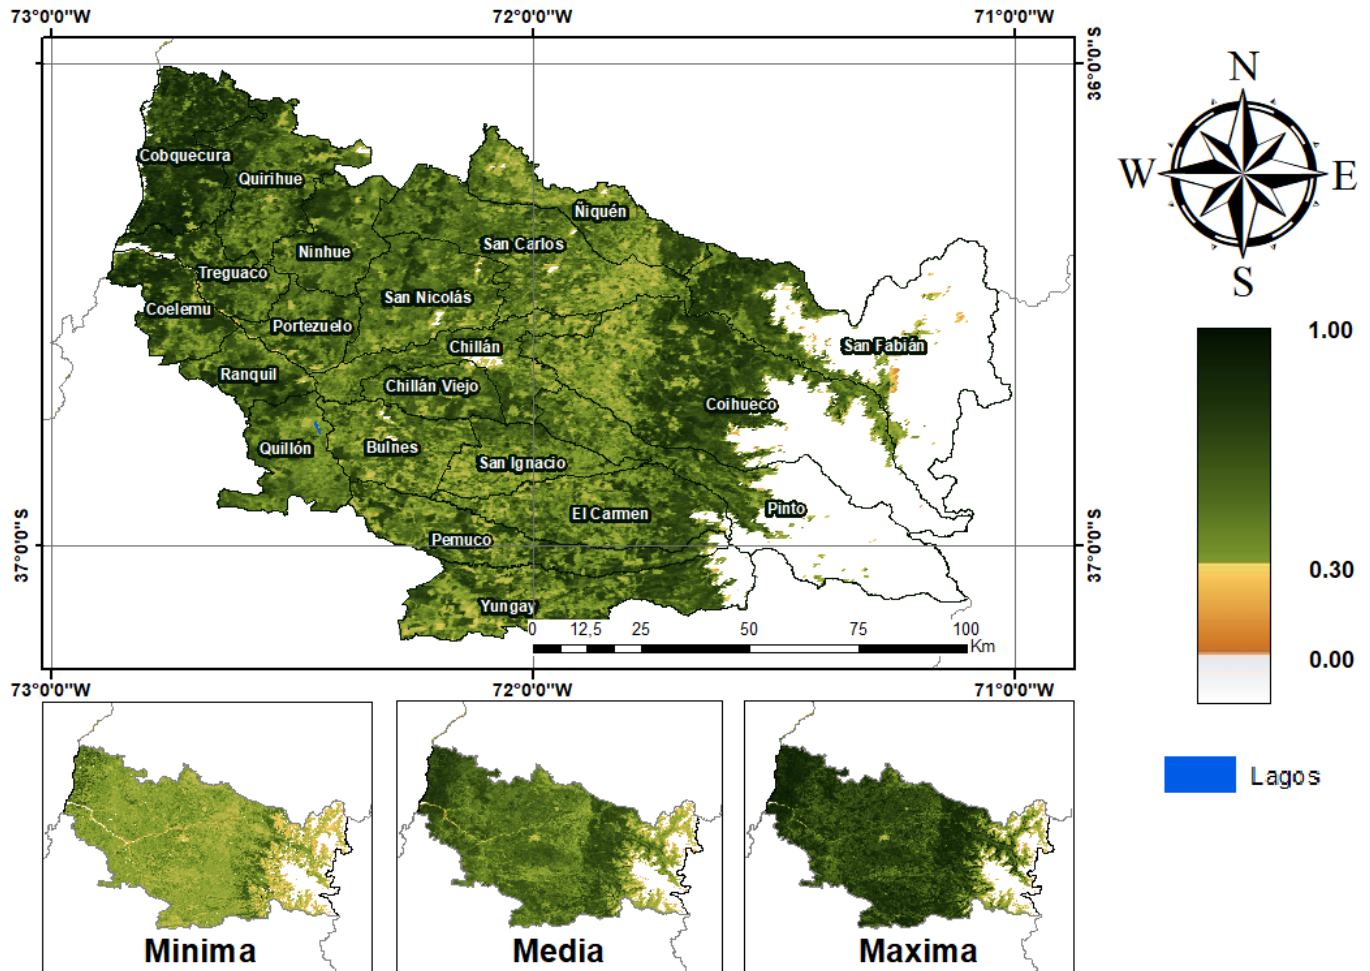 73°0'0"W 72°0'0"W 71°0'0"W
36°0'0"S
36°0'0"S
N
W E
S
Cobquecura
Quirihue
Ñiquén
San Carlos
Ninhue
Treguaco
San Nicolás
Coelemu
Portezuelo
Chillán
San Fabián
Ranquil
Chillán Viejo
Coihueco
Quillón
Bulnes
San Ignacio
Pinto
El Carmen
Pemuco
37°0'0"S
37°0'0"S
Yungay
0 12,5 25 50 75 100
Km
73°0'0"W 72°0'0"W 71°0'0"W
1.00
0.30
0.00
Lagos
Minima
Media
Maxima